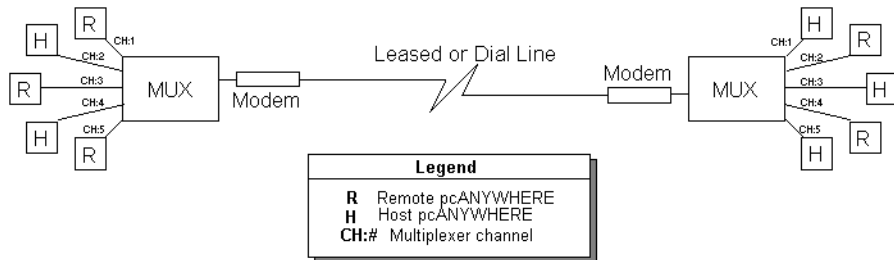 R
CH:1
H
CH:2
R
CH:3
CH:4
H
CH:5
R
MUX
Modem
Leased or Dial Line
Modem
MUX
CH:1
H
CH:2
R
CH:3
H
CH:4
R
CH:5
H
Legend
R Remote pcANYWHERE
H Host pcANYWHERE
CH:# Multiplexer channel